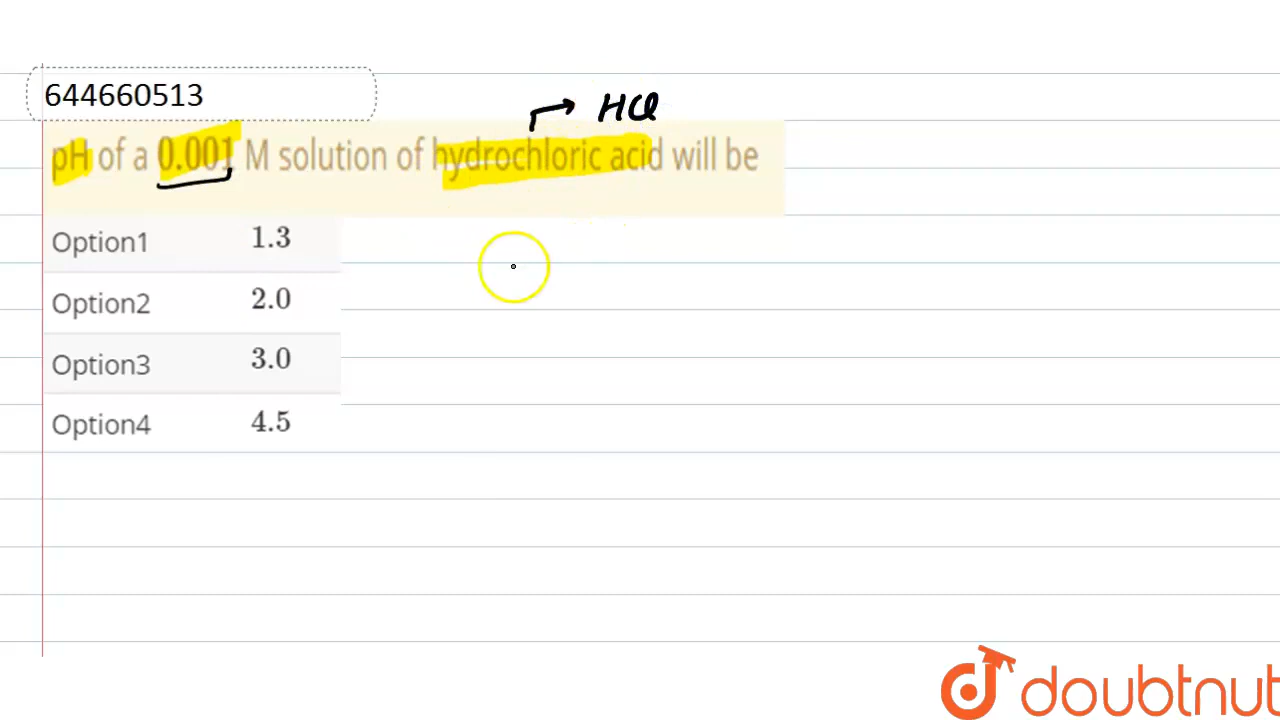 644660513
HCl
pH of a 0.001 M solution of hydrochloric acid will be
Option1 1.3
Option2 2.0
Option3 3.0
Option4 4.5
doubtnut